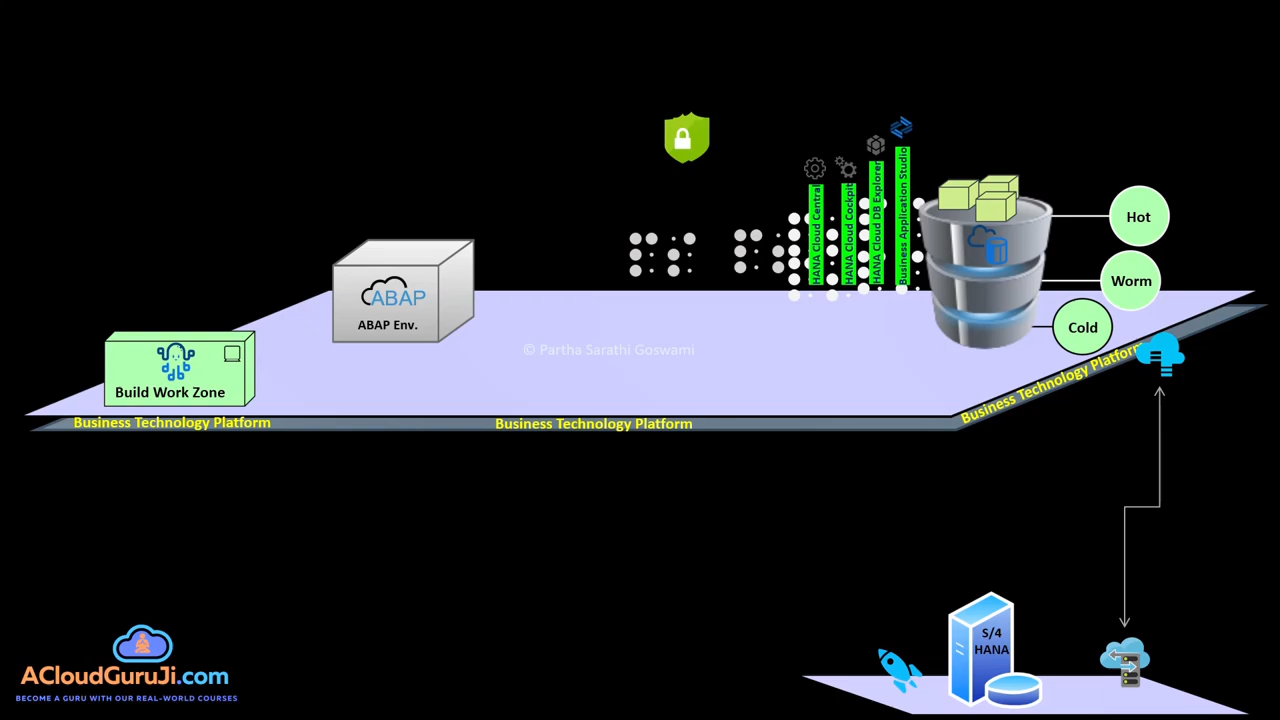 HANA Cloud Central
HANA Cloud Cockpit
HANA Cloud DB Explorer
Business Application Studio
Hot
Worm
Cold
ABAP
ABAP Env.
© Partha Sarathi Goswami
Build Work Zone
Business Technology Platform
Business Technology Platform
Business Technology Platform
S/4
HANA
ACloudGuruJi.com
BECOME A GURU WITH OUR REAL-WORLD COURSES